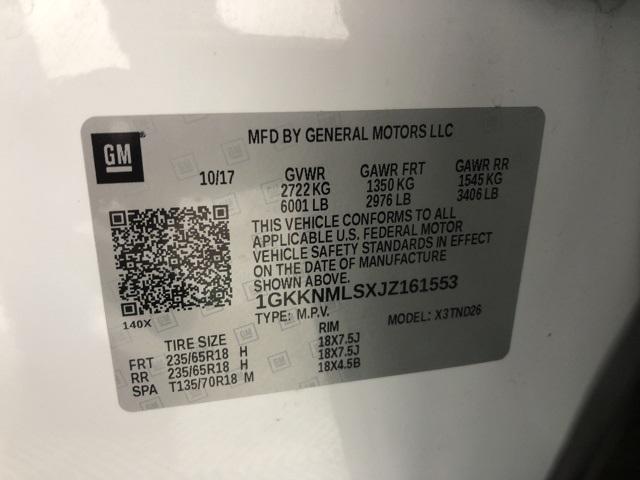 GM
MFD BY GENERAL MOTORS LLC
10/17 GVWR GAWR FRT GAWR RR
2722 KG 1350 KG 1545 KG
6001 LB 2976 LB 3406 LB
THIS VEHICLE CONFORMS TO ALL
APPLICABLE U.S. FEDERAL MOTOR
VEHICLE SAFETY STANDARDS IN EFFECT
ON THE DATE OF MANUFACTURE
SHOWN ABOVE.
1GKKNMLSXJZ161553
140X TYPE: M.P.V. MODEL: X3TND26
TIRE SIZE RIM
FRT 235/65R18 H 18X7.5J
RR 235/65R18 H 18X7.5J
SPA T135/70R18 M 18X4.5B